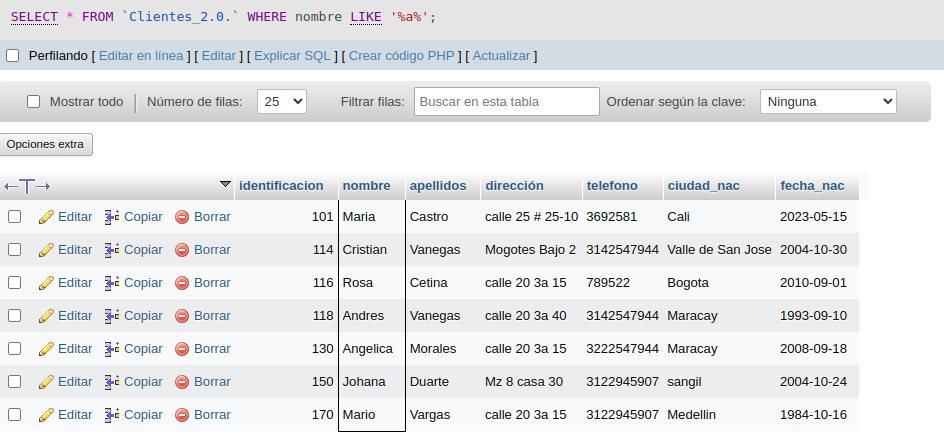 SELECT * FROM `Clientes_2.0.` WHERE nombre LIKE '%a%';
Perfilando [ Editar en línea ] [ Editar ] [ Explicar SQL ] [ Crear código PHP ] [ Actualizar ]
Mostrar todo | Número de filas: 25 Filtrar filas: Buscar en esta tabla Ordenar según la clave: Ninguna
Opciones extra
←T→ identificacion nombre apellidos dirección telefono ciudad_nac fecha_nac
Editar Copiar Borrar 101 Maria Castro calle 25 # 25-10 3692581 Cali 2023-05-15
Editar Copiar Borrar 114 Cristian Vanegas Mogotes Bajo 2 3142547944 Valle de San Jose 2004-10-30
Editar Copiar Borrar 116 Rosa Cetina calle 20 3a 15 789522 Bogota 2010-09-01
Editar Copiar Borrar 118 Andres Vanegas calle 20 3a 40 3142547944 Maracay 1993-09-10
Editar Copiar Borrar 130 Angelica Morales calle 20 3a 15 3222547944 Maracay 2008-09-18
Editar Copiar Borrar 150 Johana Duarte Mz 8 casa 30 3122945907 sangil 2004-10-24
Editar Copiar Borrar 170 Mario Vargas calle 20 3a 15 3122945907 Medellin 1984-10-16